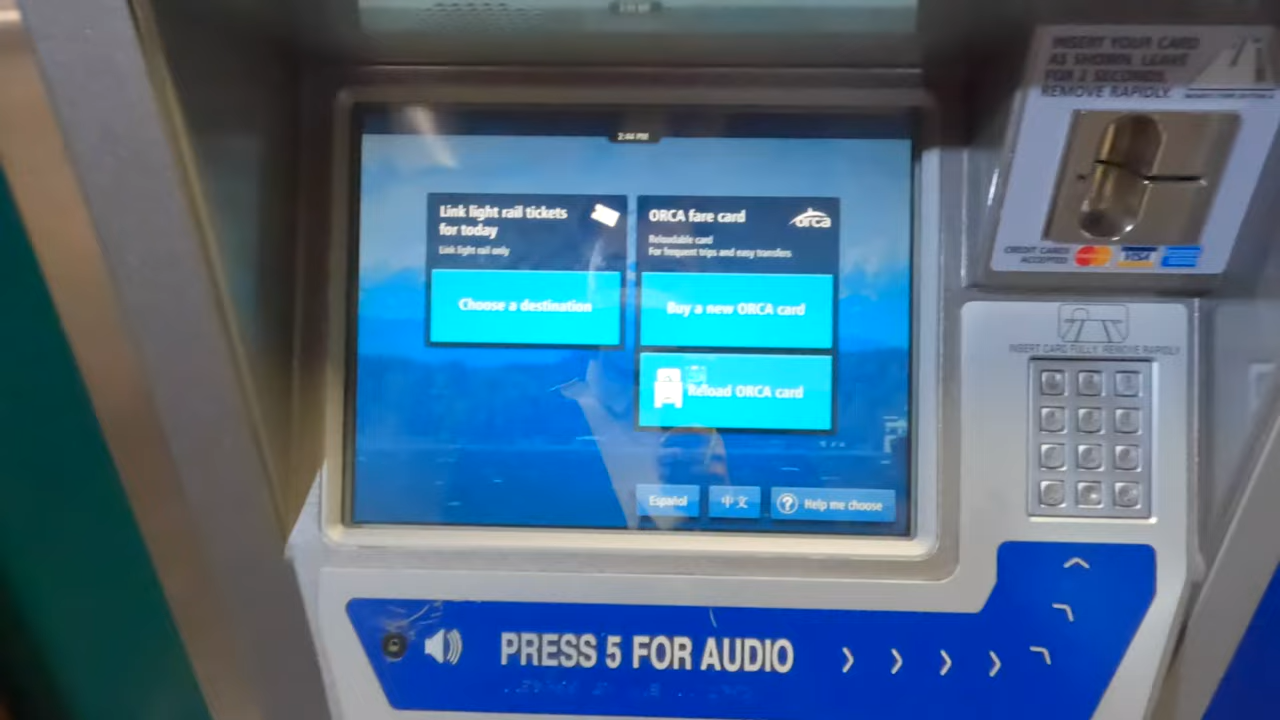 2:44 PM
Link light rail tickets
for today
Link light rail only
Choose a destination
ORCA fare card
orca
Reloadable card
For frequent trips and easy transfers
Buy a new ORCA card
Reload ORCA card
Español
中文
? Help me choose
INSERT YOUR CARD
AS SHOWN. LEAVE
FOR 2 SECONDS.
REMOVE RAPIDLY.
CREDIT CARDS
ACCEPTED
VISA
INSERT CARD FULLY. REMOVE RAPIDLY
PRESS 5 FOR AUDIO